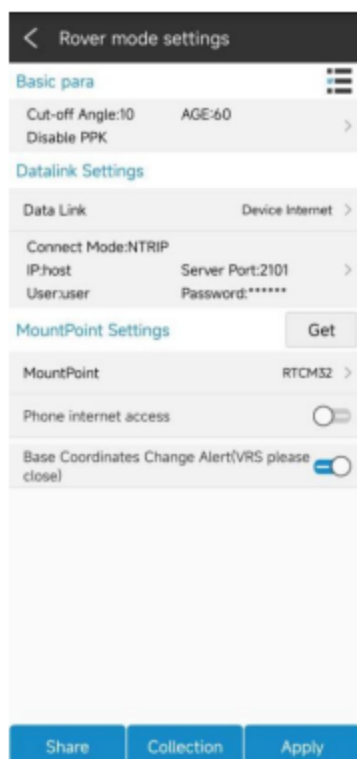 Rover mode settings
Basic para
Cut-off Angle:10 AGE:60
Disable PPK
Datalink Settings
Data Link Device Internet
Connect Mode:NTRIP
IP:host Server Port:2101
User:user Password:******
MountPoint Settings Get
MountPoint RTCM32
Phone internet access
Base Coordinates Change Alert(VRS please
close)
Share Collection Apply